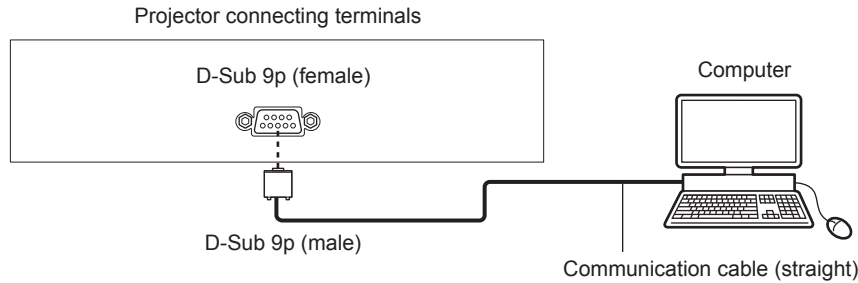 Projector connecting terminals
D-Sub 9p (female)
Computer
D-Sub 9p (male)
Communication cable (straight)